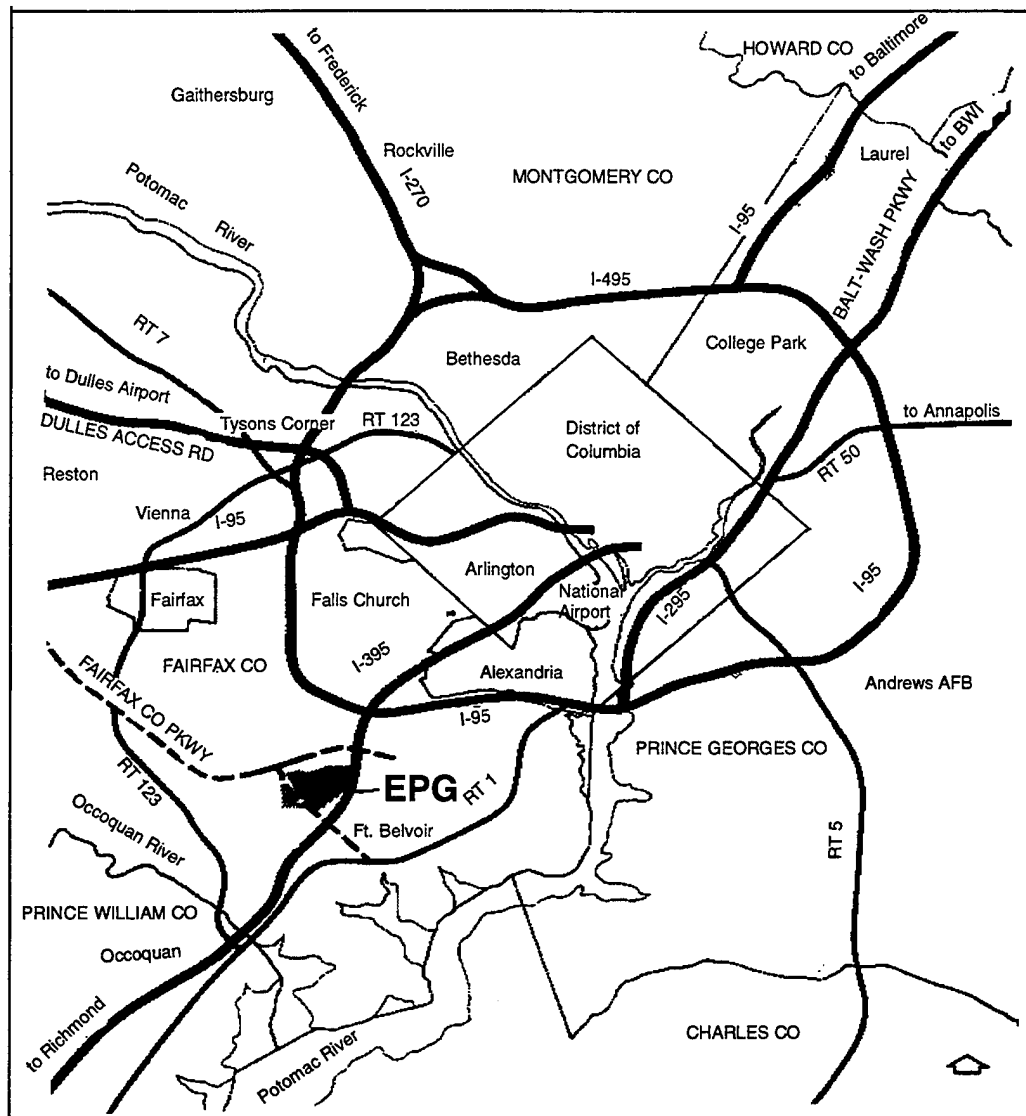 to Frederick
HOWARD CO
to Baltimore
Gaithersburg
to BWI
Laurel
Rockville
I-270
MONTGOMERY CO
Potomac
River
I-95
BALT-WASH PKWY
I-495
RT 7
Bethesda
College Park
to Dulles Airport
DULLES ACCESS RD
Tysons Corner
RT 123
to Annapolis
District of
Columbia
RT 50
Reston
Vienna
I-95
Arlington
I-95
Fairfax
Falls Church
National
Airport
I-295
I-395
FAIRFAX CO
FAIRFAX CO PKWY
Alexandria
Andrews AFB
I-95
PRINCE GEORGES CO
EPG
RT 123
RT 1
Ft. Belvoir
RT 5
Occoquan River
PRINCE WILLIAM CO
Occoquan
to Richmond
Potomac River
CHARLES CO